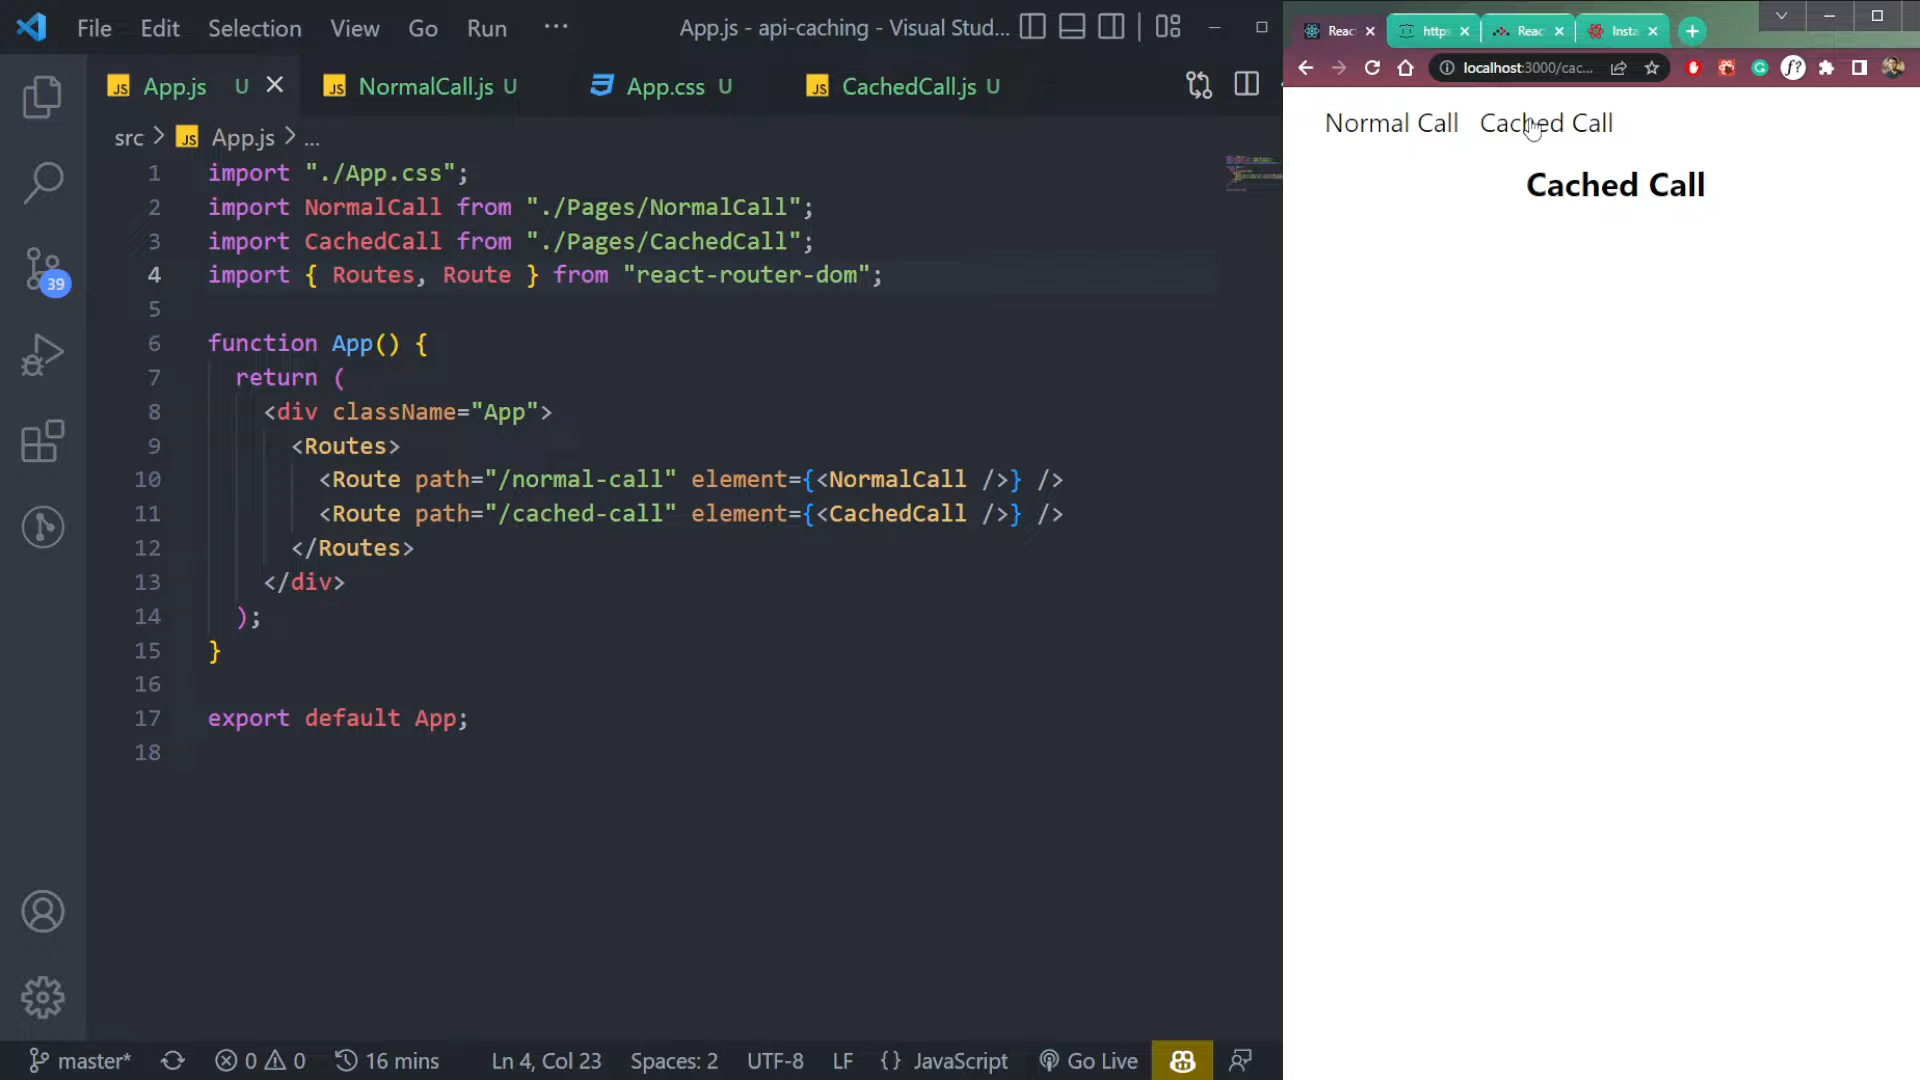 File Edit Selection View Go Run ··· App.js - api-caching - Visual Stud...
App.js U NormalCall.js U App.css U CachedCall.js U
src > App.js > ...
1 import "./App.css";
2 import NormalCall from "./Pages/NormalCall";
3 import CachedCall from "./Pages/CachedCall";
4 import { Routes, Route } from "react-router-dom";
5
6 function App() {
7 return (
8 <div className="App">
9 <Routes>
10 <Route path="/normal-call" element={<NormalCall />} />
11 <Route path="/cached-call" element={<CachedCall />} />
12 </Routes>
13 </div>
14 );
15 }
16
17 export default App;
18
39
master* 0 0 16 mins Ln 4, Col 23 Spaces: 2 UTF-8 LF {} JavaScript Go Live
Reac https Reac Insta
localhost:3000/cac...
Normal Call Cached Call
Cached Call